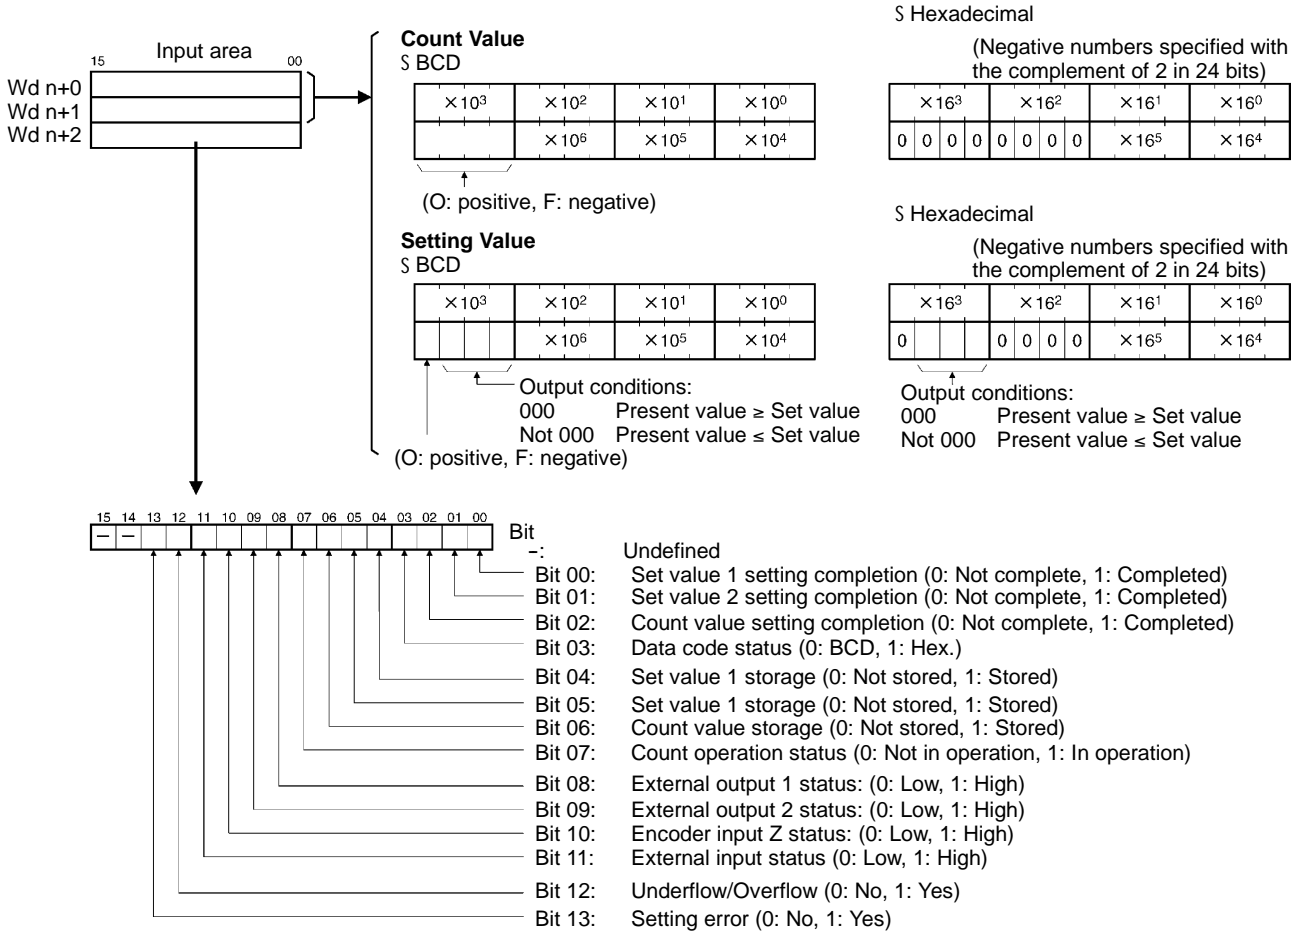 Input area
15 00
Wd n+0
Wd n+1
Wd n+2
Count Value
S BCD
×10³ ×10² ×10¹ ×10⁰
×10⁶ ×10⁵ ×10⁴
(O: positive, F: negative)
S Hexadecimal
(Negative numbers specified with
the complement of 2 in 24 bits)
×16³ ×16² ×16¹ ×16⁰
0 0 0 0 0 0 0 0 ×16⁵ ×16⁴
Setting Value
S BCD
×10³ ×10² ×10¹ ×10⁰
×10⁶ ×10⁵ ×10⁴
Output conditions:
000 Present value ≥ Set value
Not 000 Present value ≤ Set value
(O: positive, F: negative)
S Hexadecimal
(Negative numbers specified with
the complement of 2 in 24 bits)
×16³ ×16² ×16¹ ×16⁰
0 0 0 0 0 ×16⁵ ×16⁴
Output conditions:
000 Present value ≥ Set value
Not 000 Present value ≤ Set value
15 14 13 12 11 10 09 08 07 06 05 04 03 02 01 00
– – Bit
–: Undefined
Bit 00: Set value 1 setting completion (0: Not complete, 1: Completed)
Bit 01: Set value 2 setting completion (0: Not complete, 1: Completed)
Bit 02: Count value setting completion (0: Not complete, 1: Completed)
Bit 03: Data code status (0: BCD, 1: Hex.)
Bit 04: Set value 1 storage (0: Not stored, 1: Stored)
Bit 05: Set value 1 storage (0: Not stored, 1: Stored)
Bit 06: Count value storage (0: Not stored, 1: Stored)
Bit 07: Count operation status (0: Not in operation, 1: In operation)
Bit 08: External output 1 status: (0: Low, 1: High)
Bit 09: External output 2 status: (0: Low, 1: High)
Bit 10: Encoder input Z status: (0: Low, 1: High)
Bit 11: External input status (0: Low, 1: High)
Bit 12: Underflow/Overflow (0: No, 1: Yes)
Bit 13: Setting error (0: No, 1: Yes)